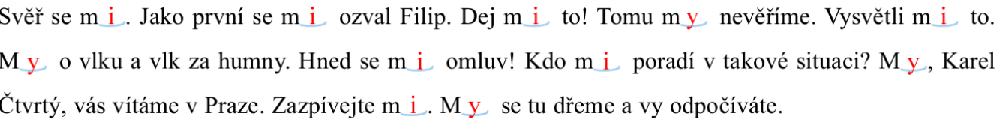 Svěř se mi. Jako první se mi ozval Filip. Dej mi to! Tomu my nevěříme. Vysvětli mi to.
My o vlku a vlk za humny. Hned se mi omluv! Kdo mi poradí v takové situaci? My, Karel
Čtvrtý, vás vítáme v Praze. Zazpívejte mi. My se tu dřeme a vy odpočíváte.